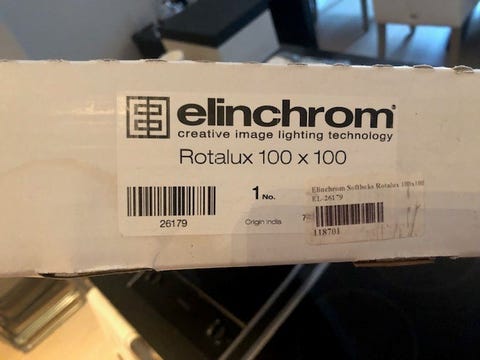 elinchrom®
creative image lighting technology
Rotalux 100 x 100
1 No.
26179
Origin India
Elinchrom Softboks Rotalux 100x100
EL-26179
118701